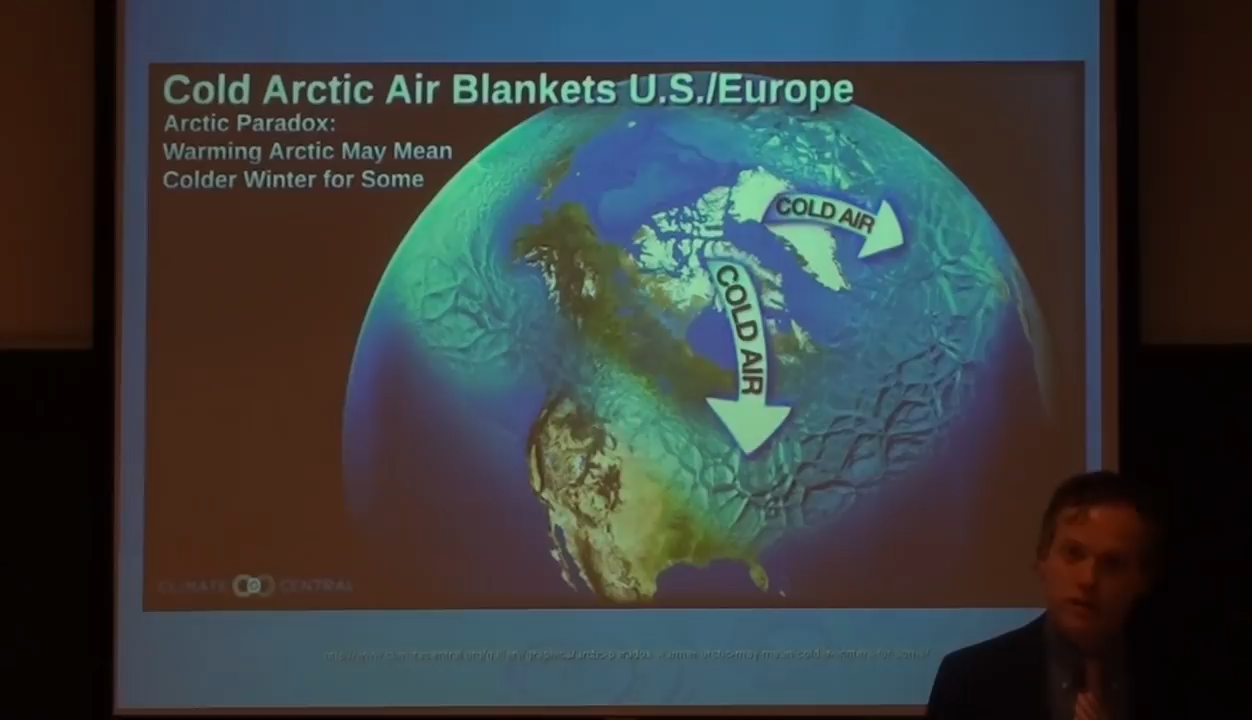 Cold Arctic Air Blankets U.S./Europe
Arctic Paradox:
Warming Arctic May Mean
Colder Winter for Some
COLD AIR
COLD AIR
CLIMATE CENTRAL